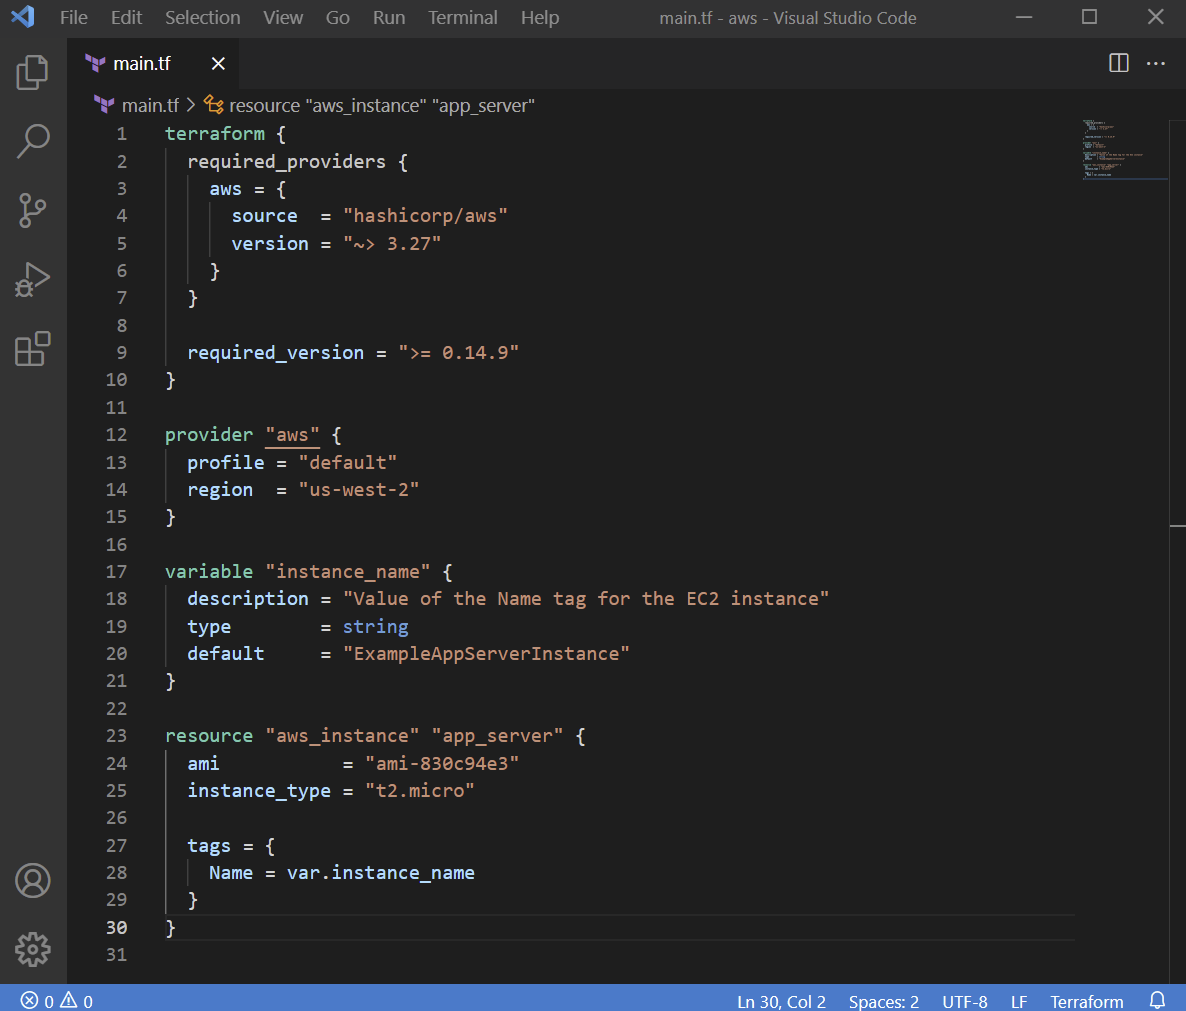 File Edit Selection View Go Run Terminal Help main.tf - aws - Visual Studio Code
main.tf
main.tf > resource "aws_instance" "app_server"
1 terraform {
2   required_providers {
3     aws = {
4       source  = "hashicorp/aws"
5       version = "~> 3.27"
6     }
7   }
8
9   required_version = ">= 0.14.9"
10 }
11
12 provider "aws" {
13   profile = "default"
14   region  = "us-west-2"
15 }
16
17 variable "instance_name" {
18   description = "Value of the Name tag for the EC2 instance"
19   type        = string
20   default     = "ExampleAppServerInstance"
21 }
22
23 resource "aws_instance" "app_server" {
24   ami           = "ami-830c94e3"
25   instance_type = "t2.micro"
26
27   tags = {
28     Name = var.instance_name
29   }
30 }
31
0 0 Ln 30, Col 2 Spaces: 2 UTF-8 LF Terraform